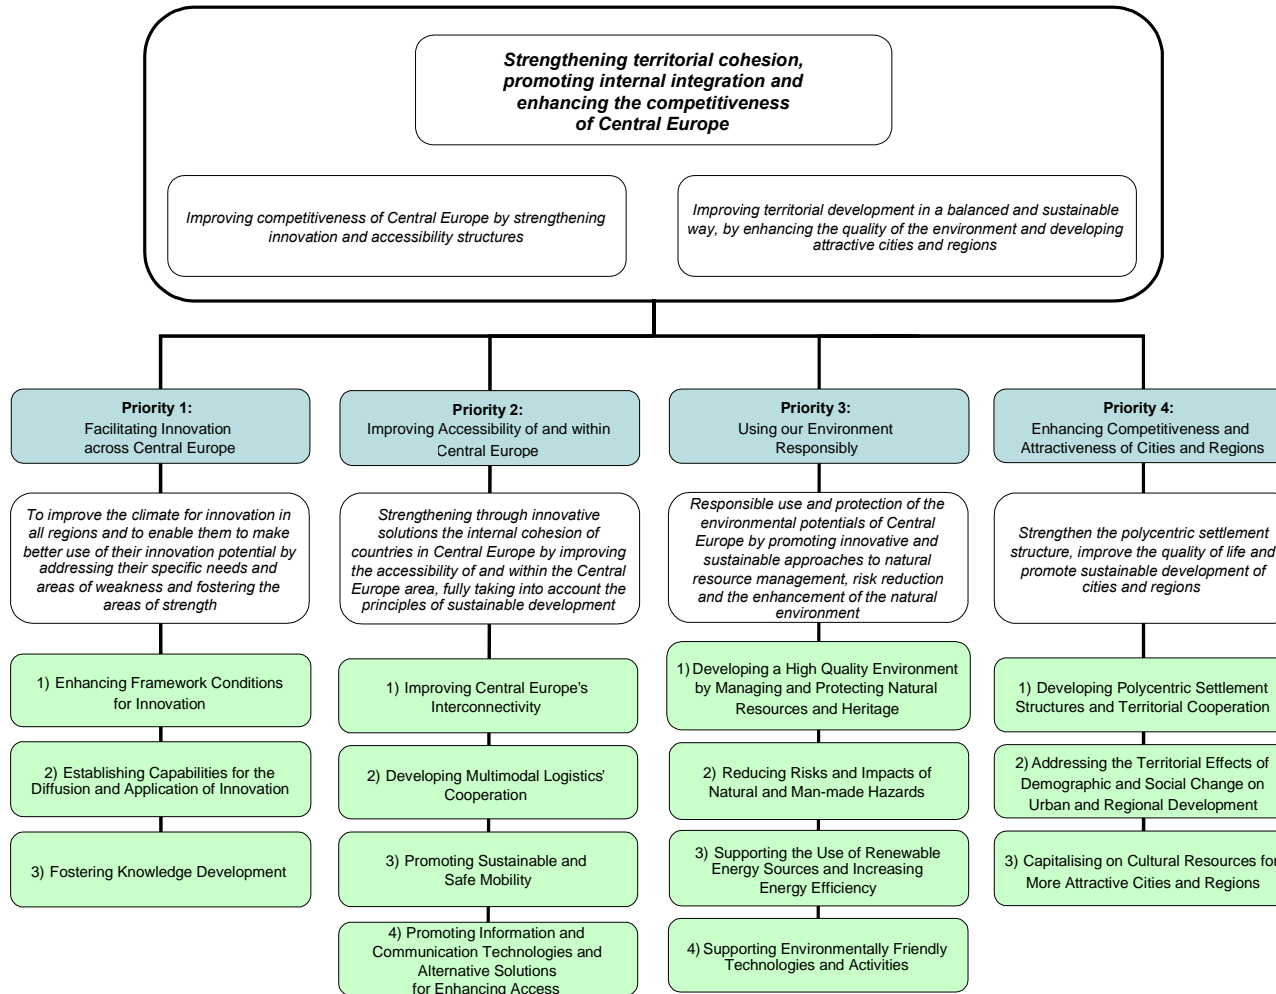 Strengthening territorial cohesion,
promoting internal integration and
enhancing the competitiveness
of Central Europe
Improving competitiveness of Central Europe by strengthening
innovation and accessibility structures
Improving territorial development in a balanced and sustainable
way, by enhancing the quality of the environment and developing
attractive cities and regions
Priority 1:
Facilitating Innovation
across Central Europe
To improve the climate for innovation in
all regions and to enable them to make
better use of their innovation potential by
addressing their specific needs and
areas of weakness and fostering the
areas of strength
1) Enhancing Framework Conditions
for Innovation
2) Establishing Capabilities for the
Diffusion and Application of Innovation
3) Fostering Knowledge Development
Priority 2:
Improving Accessibility of and within
Central Europe
Strengthening through innovative
solutions the internal cohesion of
countries in Central Europe by improving
the accessibility of and within the Central
Europe area, fully taking into account the
principles of sustainable development
1) Improving Central Europe's
Interconnectivity
2) Developing Multimodal Logistics'
Cooperation
3) Promoting Sustainable and
Safe Mobility
4) Promoting Information and
Communication Technologies and
Alternative Solutions
for Enhancing Access
Priority 3:
Using our Environment
Responsibly
Responsible use and protection of the
environmental potentials of Central
Europe by promoting innovative and
sustainable approaches to natural
resource management, risk reduction
and the enhancement of the natural
environment
1) Developing a High Quality Environment
by Managing and Protecting Natural
Resources and Heritage
2) Reducing Risks and Impacts of
Natural and Man-made Hazards
3) Supporting the Use of Renewable
Energy Sources and Increasing
Energy Efficiency
4) Supporting Environmentally Friendly
Technologies and Activities
Priority 4:
Enhancing Competitiveness and
Attractiveness of Cities and Regions
Strengthen the polycentric settlement
structure, improve the quality of life and
promote sustainable development of
cities and regions
1) Developing Polycentric Settlement
Structures and Territorial Cooperation
2) Addressing the Territorial Effects of
Demographic and Social Change on
Urban and Regional Development
3) Capitalising on Cultural Resources for
More Attractive Cities and Regions